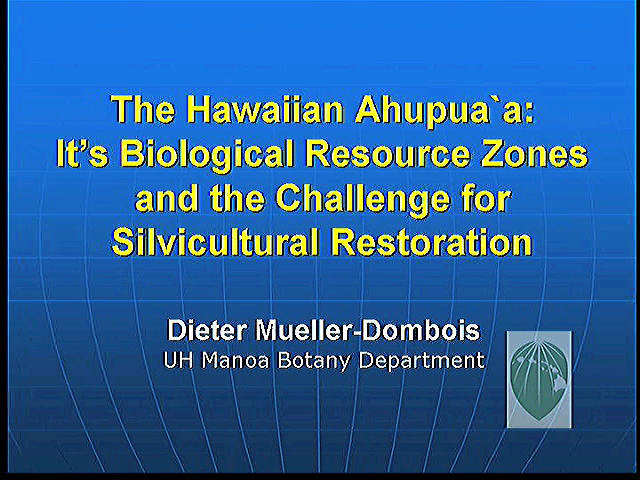 The Hawaiian Ahupua`a:
It’s Biological Resource Zones
and the Challenge for
Silvicultural Restoration
Dieter Mueller-Dombois
UH Manoa Botany Department